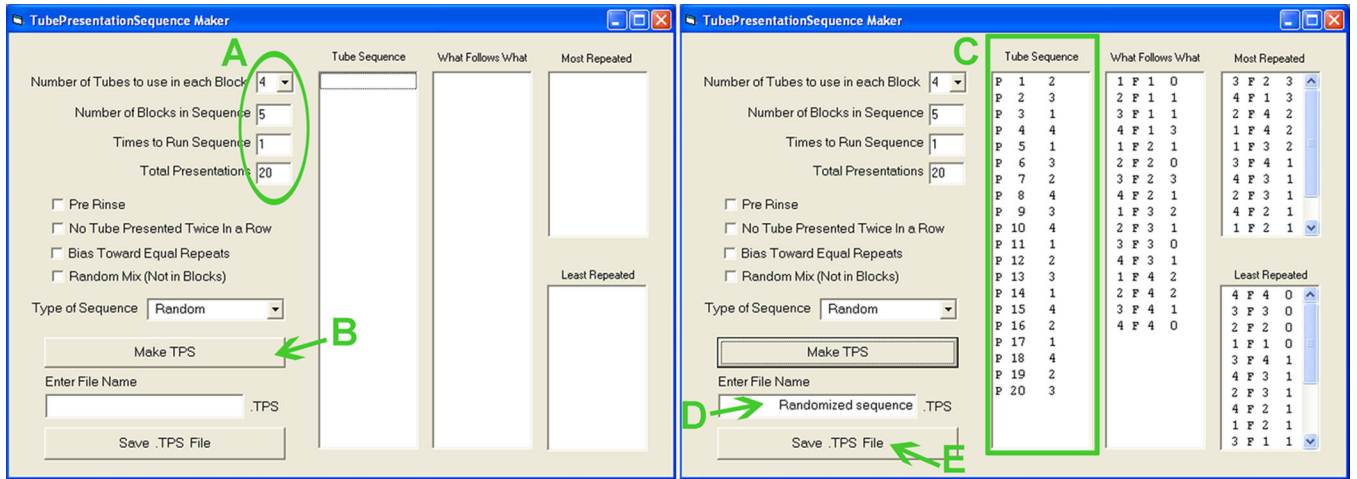 TubePresentationSequence Maker
A
Number of Tubes to use in each Block 4
Number of Blocks in Sequence 5
Times to Run Sequence 1
Total Presentations 20
Pre Rinse
No Tube Presented Twice In a Row
Bias Toward Equal Repeats
Random Mix (Not in Blocks)
Type of Sequence Random
Make TPS
B
Enter File Name
.TPS
Save .TPS File
Tube Sequence
What Follows What
Most Repeated
Least Repeated
TubePresentationSequence Maker
Number of Tubes to use in each Block 4
Number of Blocks in Sequence 5
Times to Run Sequence 1
Total Presentations 20
Pre Rinse
No Tube Presented Twice In a Row
Bias Toward Equal Repeats
Random Mix (Not in Blocks)
Type of Sequence Random
Make TPS
Enter File Name
D
Randomized sequence .TPS
Save .TPS File
E
C
Tube Sequence
P 1 2
P 2 3
P 3 1
P 4 4
P 5 1
P 6 3
P 7 2
P 8 4
P 9 3
P 10 4
P 11 1
P 12 2
P 13 3
P 14 1
P 15 4
P 16 2
P 17 1
P 18 4
P 19 2
P 20 3
What Follows What
1 F 1 0
2 F 1 1
3 F 1 1
4 F 1 3
1 F 2 1
2 F 2 0
3 F 2 3
4 F 2 1
1 F 3 2
2 F 3 1
3 F 3 0
4 F 3 1
1 F 4 2
2 F 4 2
3 F 4 1
4 F 4 0
Most Repeated
3 F 2 3
4 F 1 3
2 F 4 2
1 F 4 2
1 F 3 2
3 F 4 1
4 F 3 1
2 F 3 1
4 F 2 1
1 F 2 1
Least Repeated
4 F 4 0
3 F 3 0
2 F 2 0
1 F 1 0
3 F 4 1
4 F 3 1
2 F 3 1
4 F 2 1
1 F 2 1
3 F 1 1